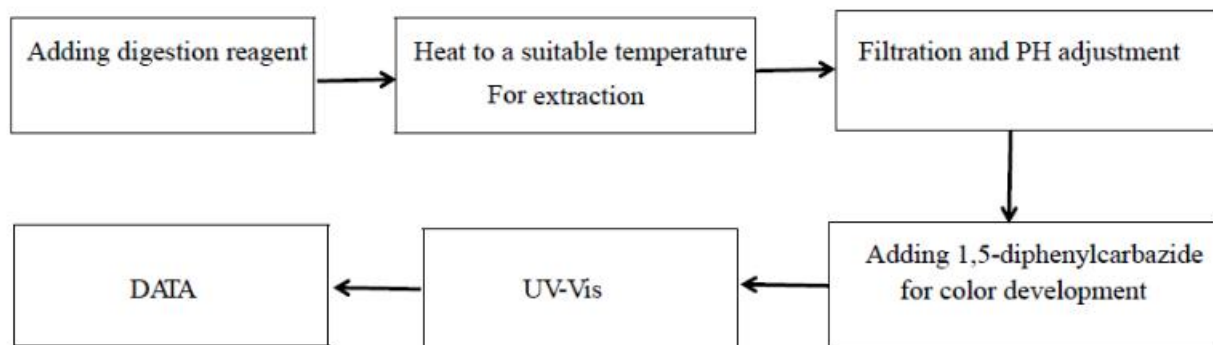 Adding digestion reagent
Heat to a suitable temperature
For extraction
Filtration and PH adjustment
Adding 1,5-diphenylcarbazide
for color development
UV-Vis
DATA